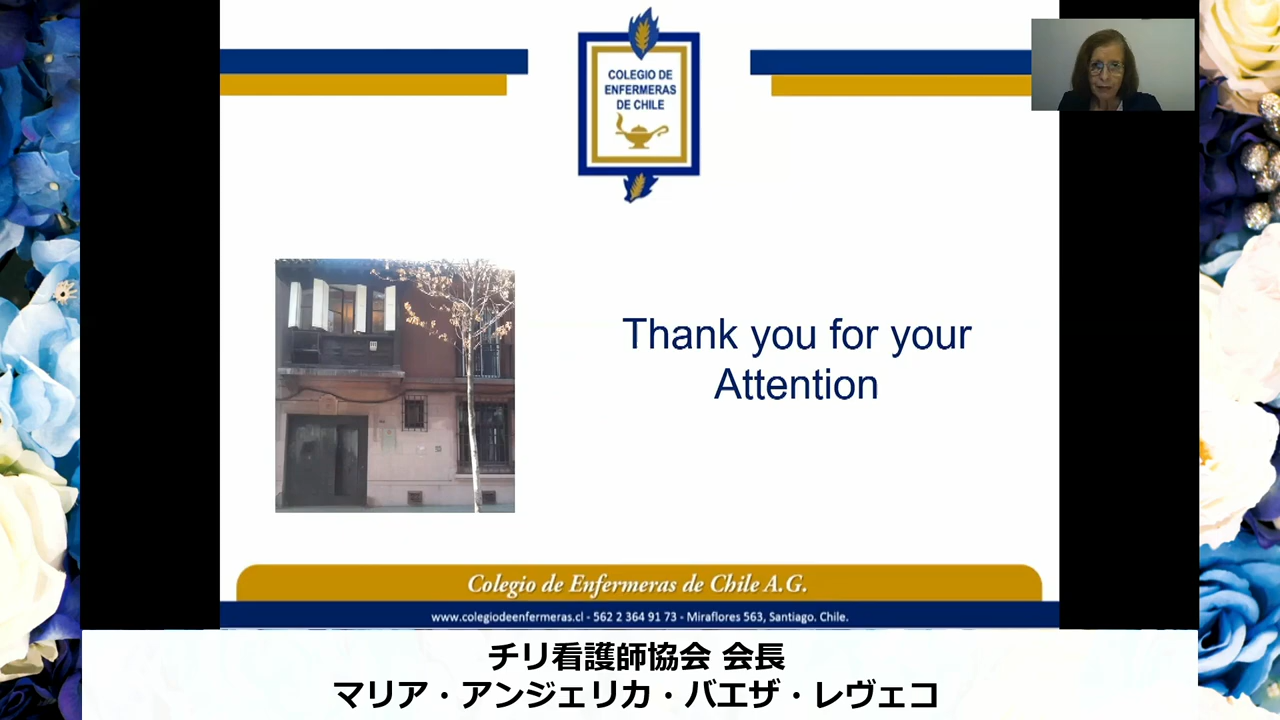 COLEGIO DE
ENFERMERAS
DE CHILE
Thank you for your
Attention
Colegio de Enfermeras de Chile A.G.
www.colegiodeenfermeras.cl - 562 2 364 91 73 - Miraflores 563, Santiago. Chile.
チリ看護師協会 会長
マリア・アンジェリカ・バエザ・レヴェコ